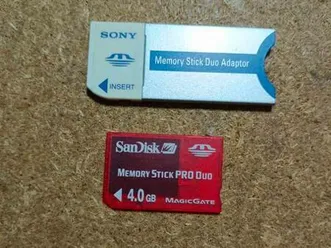 SONY
Memory Stick Duo Adaptor
INSERT
SanDisk
MEMORY STICK PRO DUO
4.0GB MAGICGATE